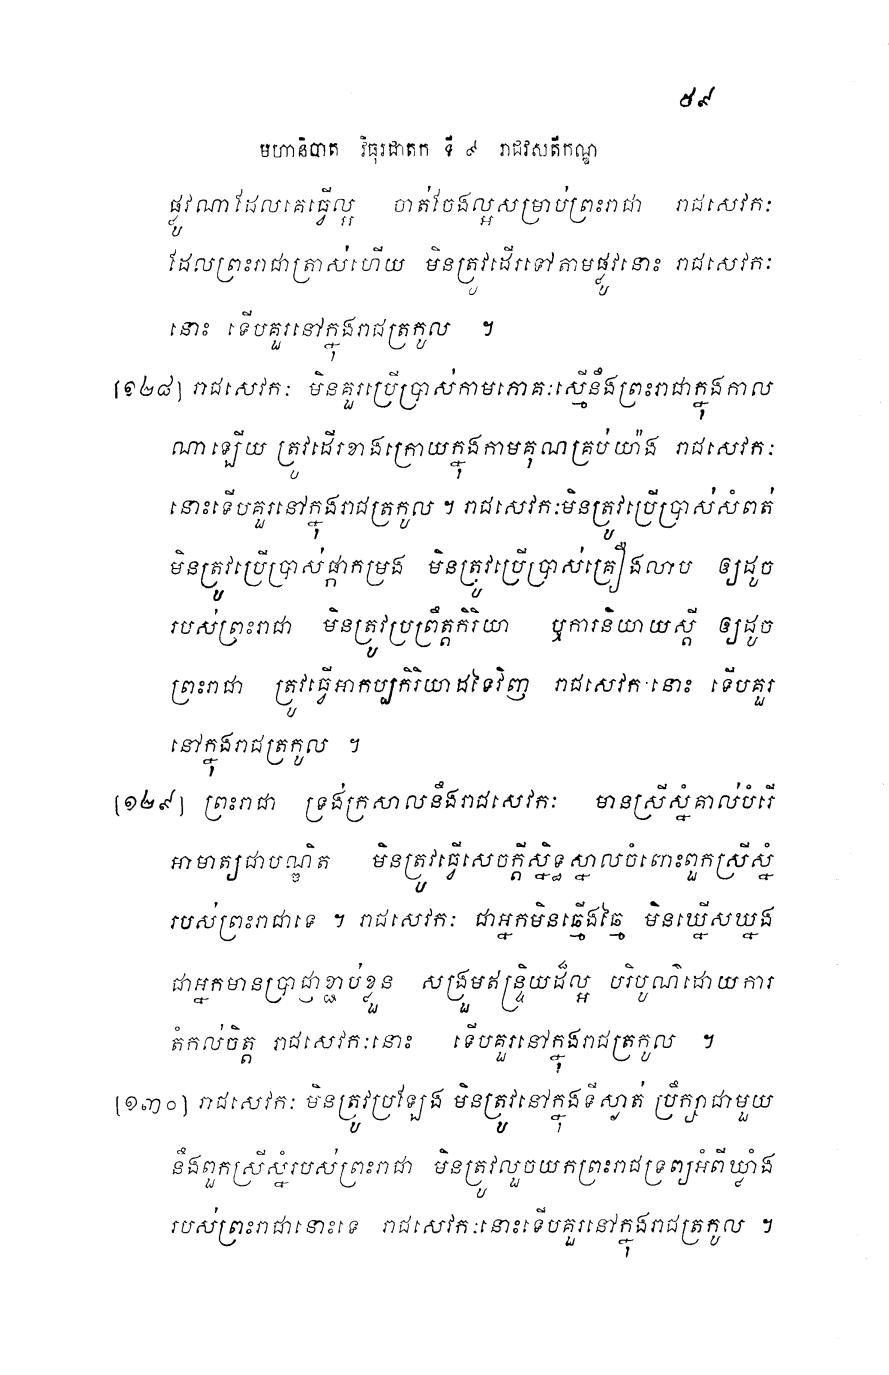 ៥៩
មហានិបាត វិធុរជាតក ទី ៩ រាជវសតីកណ្ឌ
ផ្លូវណាដែលគេធ្វើល្អ ចាត់ចែងល្អសម្រាប់ព្រះរាជា រាជសេវកៈ
ដែលព្រះរាជាត្រាស់ហើយ មិនត្រូវដើរទៅតាមផ្លូវនោះ រាជសេវកៈ
នោះ ទើបគួរនៅក្នុងរាជត្រកូល ។
[១២៨] រាជសេវកៈ មិនគួរប្រើប្រាស់កាមភោគៈស្មើនឹងព្រះរាជាក្នុងកាល
ណាឡើយ ត្រូវដើរខាងក្រោយក្នុងកាមគុណគ្រប់យ៉ាង រាជសេវកៈ
នោះទើបគួរនៅក្នុងរាជត្រកូល ។ រាជសេវកៈមិនត្រូវប្រើប្រាស់សំពត់
មិនត្រូវប្រើប្រាស់ផ្កាកម្រង មិនត្រូវប្រើប្រាស់គ្រឿងលាប ឲ្យដូច
របស់ព្រះរាជា មិនត្រូវប្រព្រឹត្តកិរិយា ឬការនិយាយស្តី ឲ្យដូច
ព្រះរាជា ត្រូវធ្វើអាកប្បកិរិយាដទៃវិញ រាជសេវកៈនោះ ទើបគួរ
នៅក្នុងរាជត្រកូល ។
[១២៩] ព្រះរាជា ទ្រង់ក្រសាលនឹងរាជសេវកៈ មានស្រីស្នំគាល់បំរើ
អាមាត្យជាបណ្ឌិត មិនត្រូវធ្វើសេចក្តីស្និទ្ធស្នាលចំពោះពួកស្រីស្នំ
របស់ព្រះរាជាទេ ។ រាជសេវកៈ ជាអ្នកមិនឆ្មើងឆ្មៃ មិនឃ្នើសឃ្នង
ជាអ្នកមានប្រាជ្ញាខ្ជាប់ខ្ជួន សង្រួមឥន្ទ្រិយដ៏ល្អ បរិបូណ៌ដោយការ
តំកល់ចិត្ត រាជសេវកៈនោះ ទើបគួរនៅក្នុងរាជត្រកូល ។
[១៣០] រាជសេវកៈ មិនត្រូវប្រឡែង មិនត្រូវនៅក្នុងទីស្ងាត់ ប្រឹក្សាជាមួយ
នឹងពួកស្រីស្នំរបស់ព្រះរាជា មិនត្រូវលួចយកព្រះរាជទ្រព្យអំពីឃ្លាំង
របស់ព្រះរាជានោះទេ រាជសេវកៈនោះទើបគួរនៅក្នុងរាជត្រកូល ។